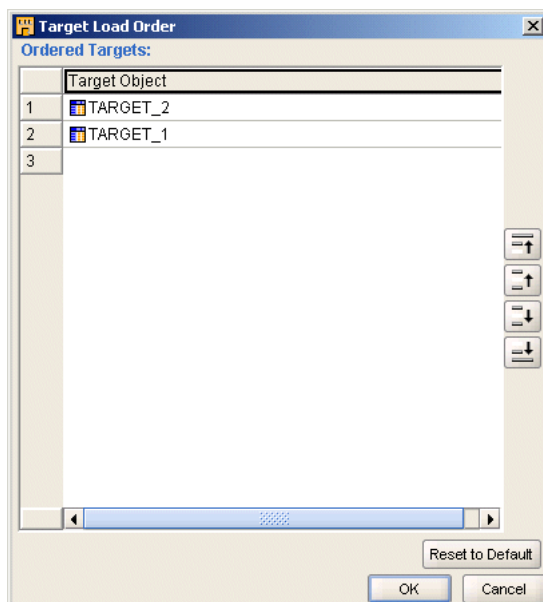 Target Load Order
Ordered Targets:
Target Object
1 TARGET_2
2 TARGET_1
3
Reset to Default
OK Cancel